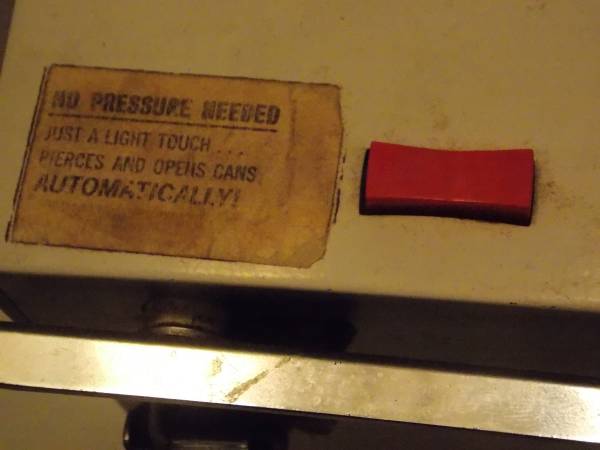 NO PRESSURE NEEDED
JUST A LIGHT TOUCH...
PIERCES AND OPENS CANS
AUTOMATICALLY!